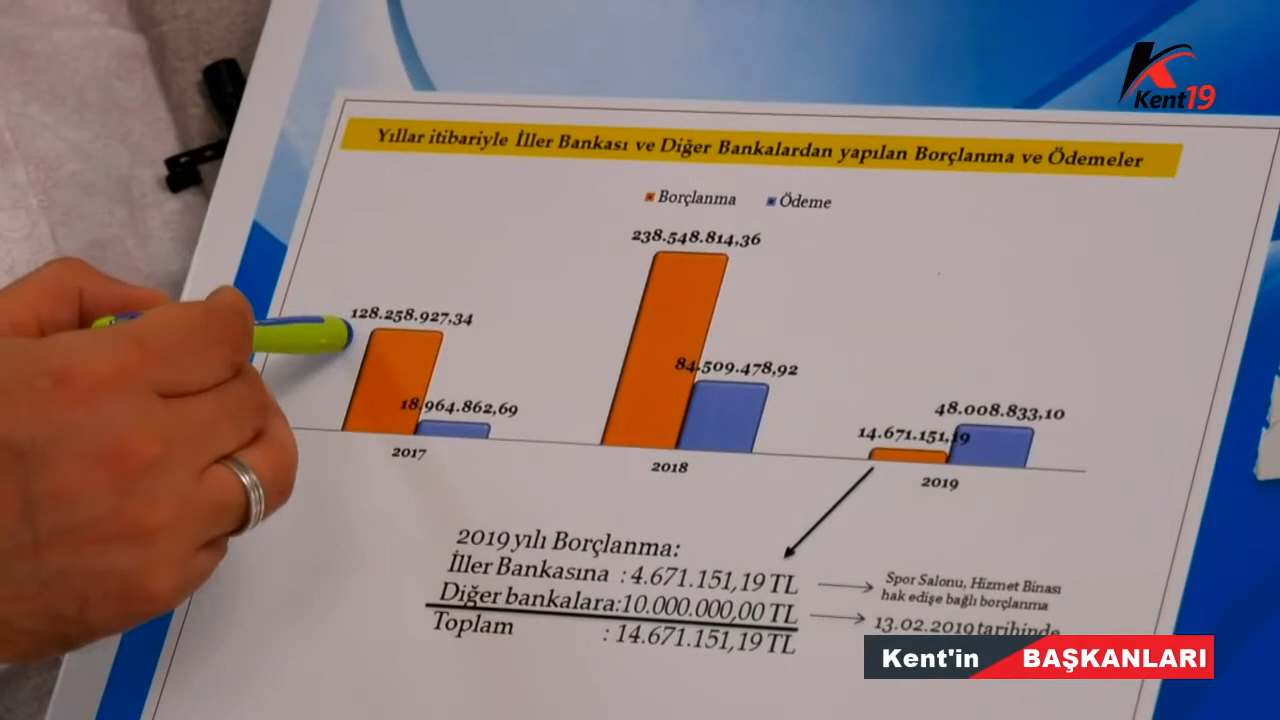 Kent19
Yıllar itibariyle İller Bankası ve Diğer Bankalardan yapılan Borçlanma ve Ödemeler
Borçlanma Ödeme
238.548.814,36
128.258.927,34
84.509.478,92
18.964.862,69
48.008.833,10
14.671.151,19
2017 2018 2019
2019 yılı Borçlanma:
İller Bankasına : 4.671.151,19 TL
Diğer bankalara:10.000.000,00 TL
Toplam : 14.671.151,19 TL
Spor Salonu, Hizmet Binası
hak edişe bağlı borçlanma
13.02.2019 tarihinde
Kent'in BAŞKANLARI